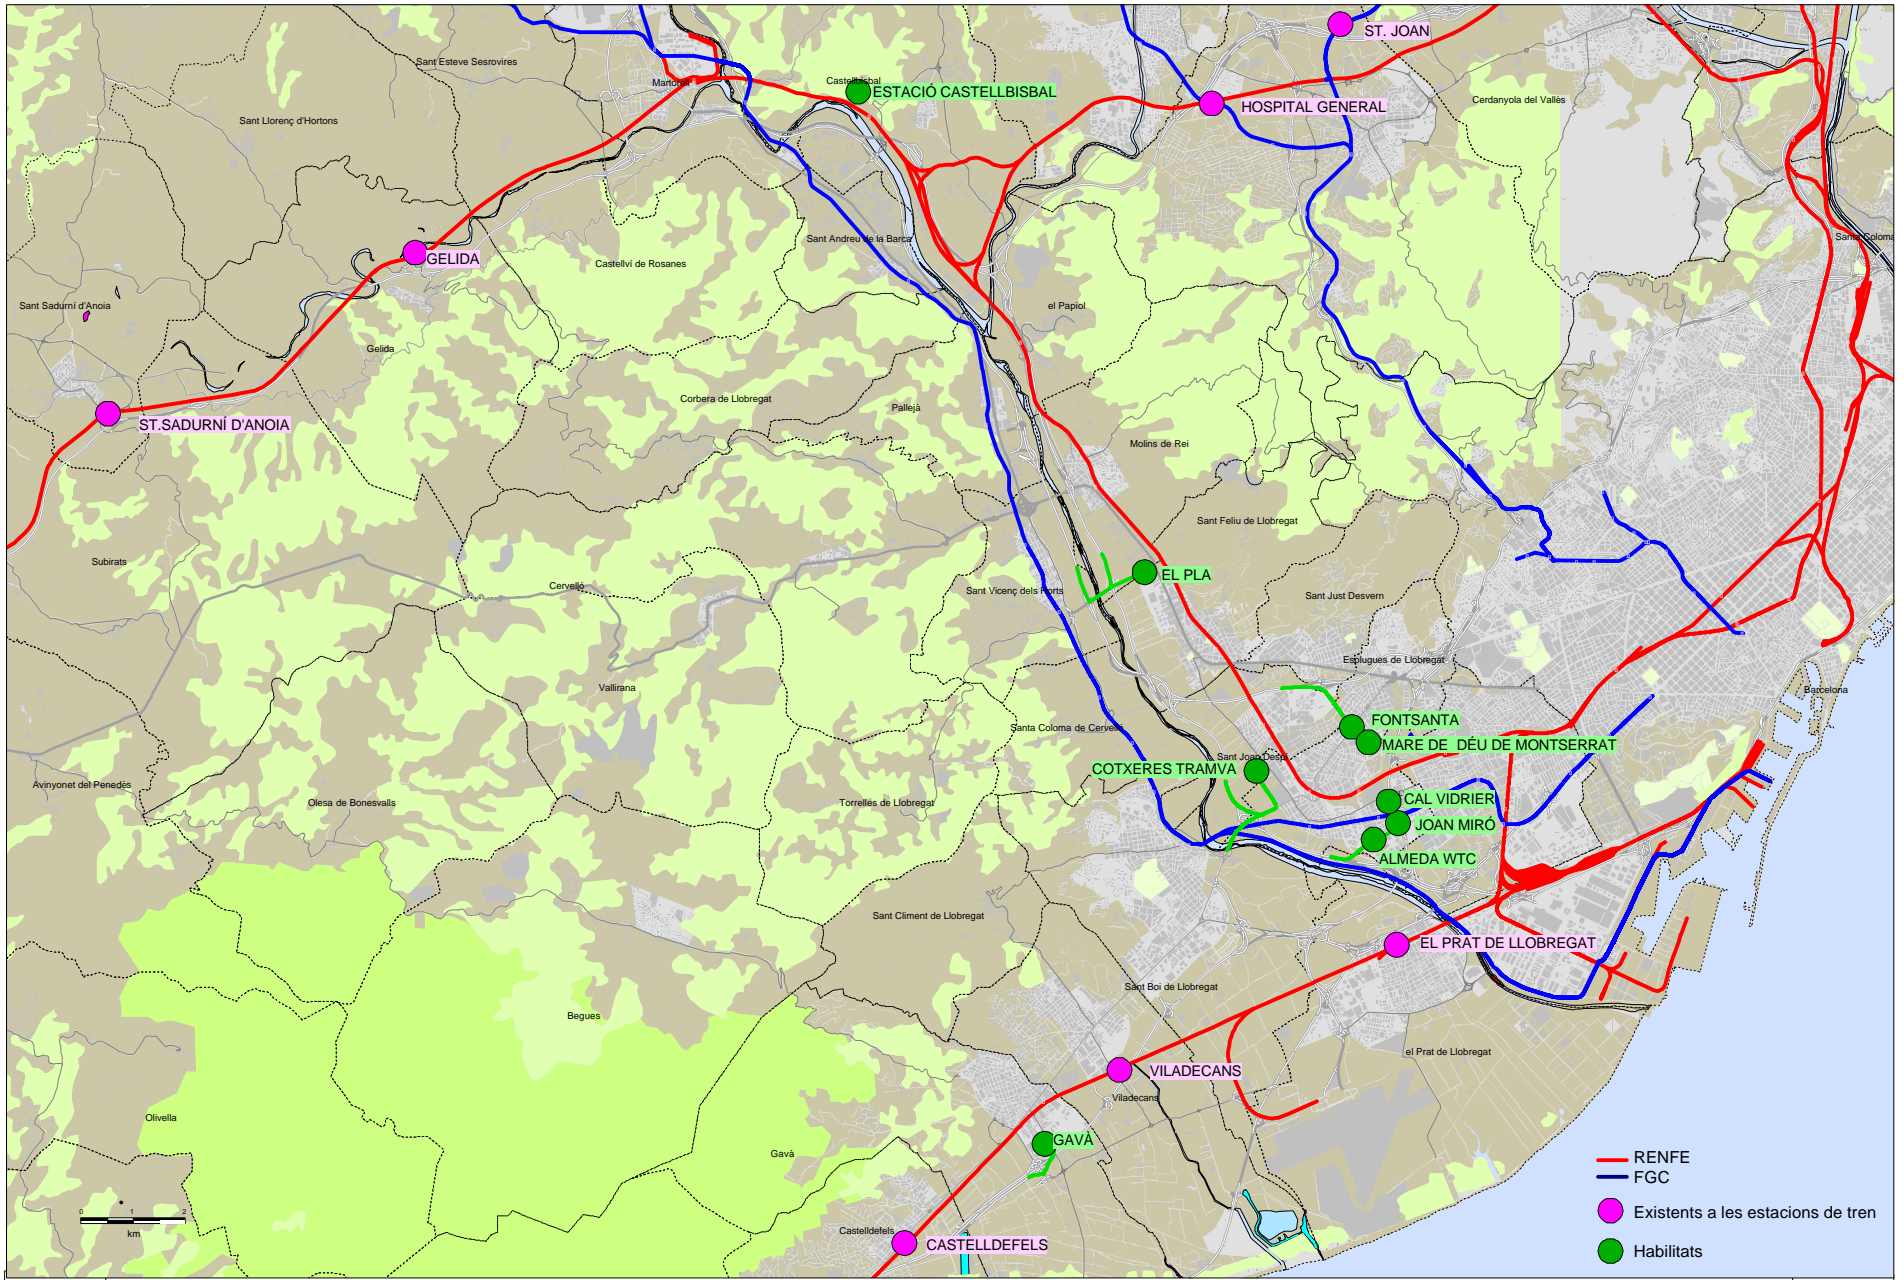 ST. JOAN
Sant Esteve Sesrovires
Martorell
Castellbisbal
ESTACIÓ CASTELLBISBAL
HOSPITAL GENERAL
Cerdanyola del Vallès
Sant Llorenç d'Hortons
Sant Andreu de la Barca
Santa Coloma
GELIDA
Castellví de Rosanes
Sant Sadurní d'Anoia
el Papiol
Gelida
Corbera de Llobregat
Pallejà
ST.SADURNÍ D'ANOIA
Molins de Rei
Sant Feliu de Llobregat
Subirats
EL PLA
Cervelló
Sant Vicenç dels Horts
Sant Just Desvern
Esplugues de Llobregat
Vallirana
Barcelona
FONTSANTA
Santa Coloma de Cervelló
MARE DE DÉU DE MONTSERRAT
Sant Joan Despí
COTXERES TRAMVA
Avinyonet del Penedès
Olesa de Bonesvalls
Torrelles de Llobregat
CAL VIDRIER
JOAN MIRÓ
ALMEDA WTC
Sant Climent de Llobregat
EL PRAT DE LLOBREGAT
Sant Boi de Llobregat
Begues
el Prat de Llobregat
VILADECANS
Viladecans
Olivella
GAVÀ
Gavà
RENFE
FGC
Existents a les estacions de tren
0 1 2
km
Castelldefels
CASTELLDEFELS
Habilitats